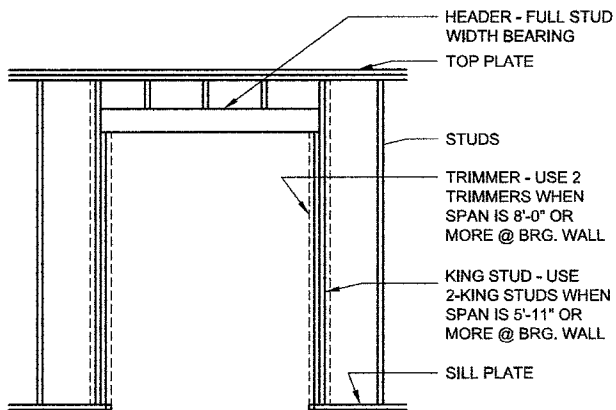 HEADER - FULL STUD
WIDTH BEARING
TOP PLATE
STUDS
TRIMMER - USE 2
TRIMMERS WHEN
SPAN IS 8'-0" OR
MORE @ BRG. WALL
KING STUD - USE
2-KING STUDS WHEN
SPAN IS 5'-11" OR
MORE @ BRG. WALL
SILL PLATE